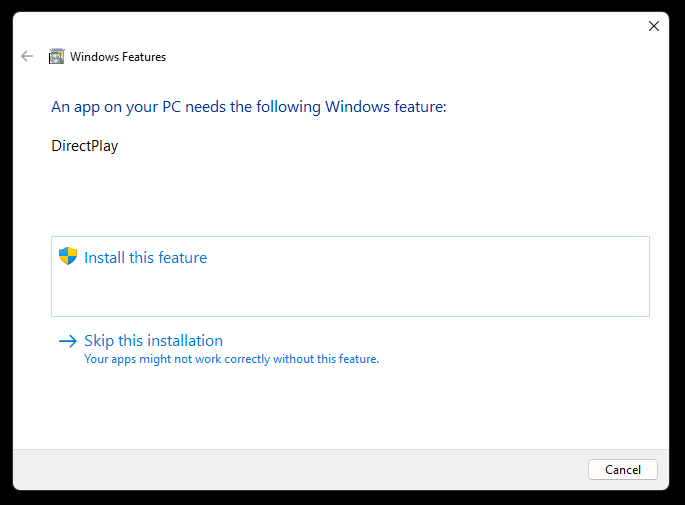 Windows Features
An app on your PC needs the following Windows feature:
DirectPlay
Install this feature
Skip this installation
Your apps might not work correctly without this feature.
Cancel